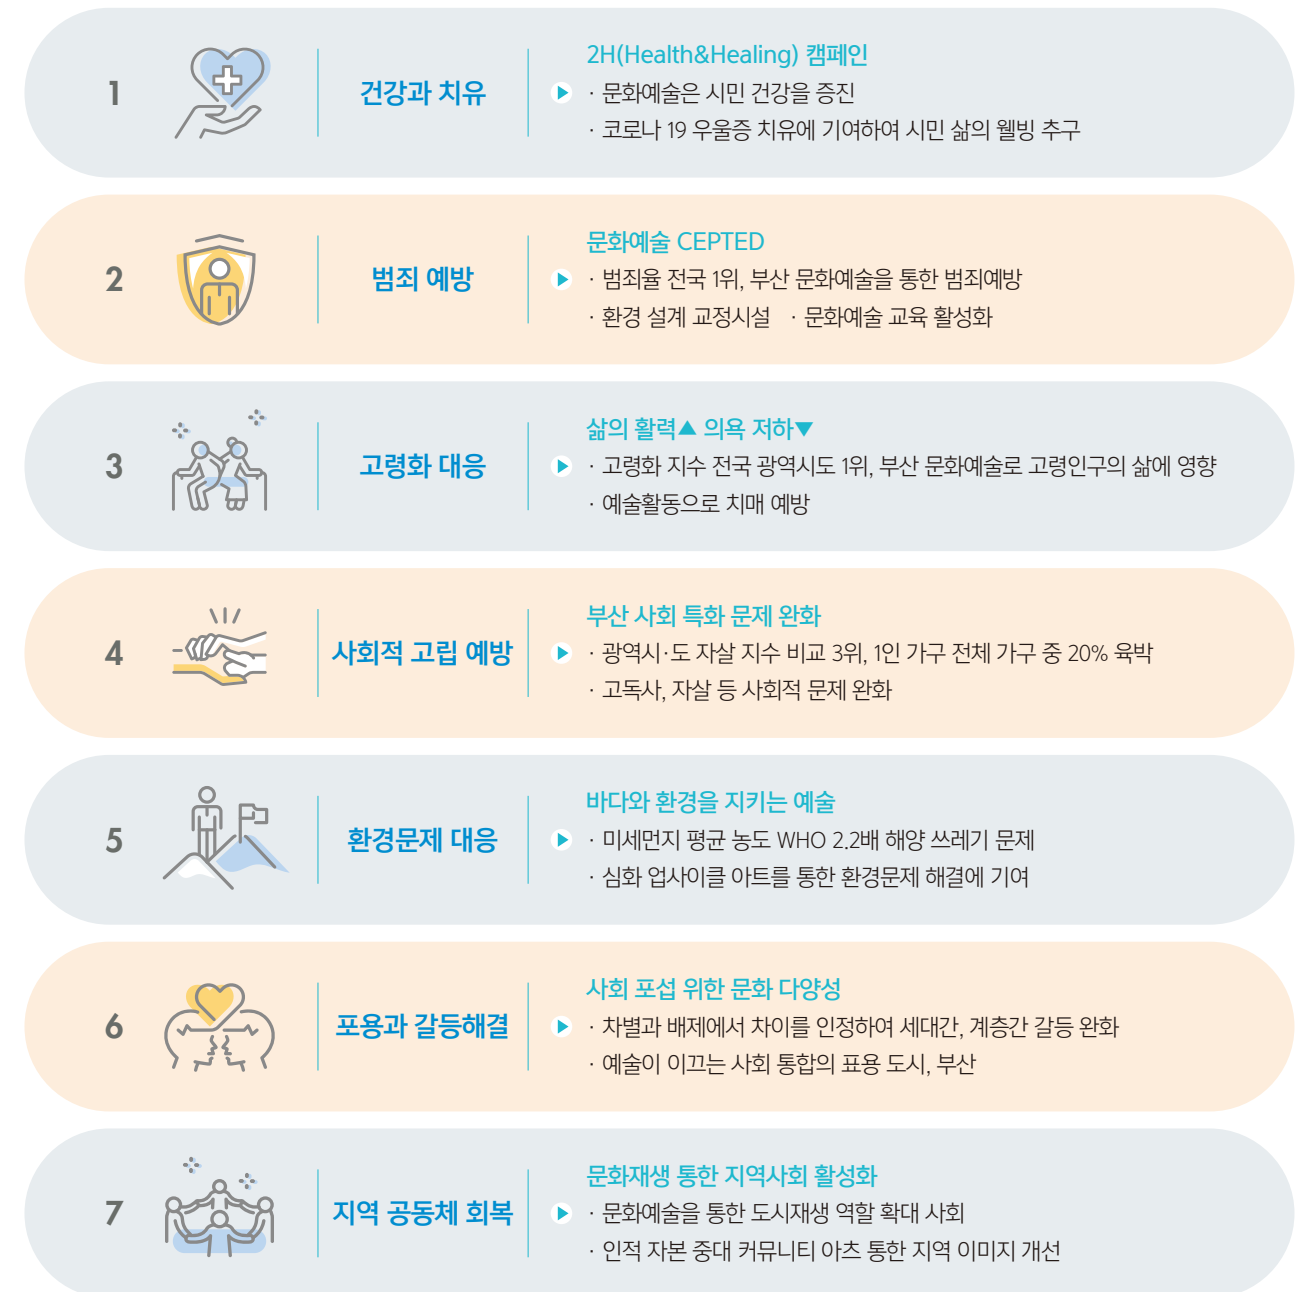 1
건강과 치유
2H(Health&Healing) 캠페인
· 문화예술은 시민 건강을 증진
· 코로나 19 우울증 치유에 기여하여 시민 삶의 웰빙 추구
2
범죄 예방
문화예술 CEPTED
· 범죄율 전국 1위, 부산 문화예술을 통한 범죄예방
· 환경 설계 교정시설 · 문화예술 교육 활성화
3
고령화 대응
삶의 활력▲ 의욕 저하▼
· 고령화 지수 전국 광역시도 1위, 부산 문화예술로 고령인구의 삶에 영향
· 예술활동으로 치매 예방
4
사회적 고립 예방
부산 사회 특화 문제 완화
· 광역시·도 자살 지수 비교 3위, 1인 가구 전체 가구 중 20% 육박
· 고독사, 자살 등 사회적 문제 완화
5
환경문제 대응
바다와 환경을 지키는 예술
· 미세먼지 평균 농도 WHO 2.2배 해양 쓰레기 문제
· 심화 업사이클 아트를 통한 환경문제 해결에 기여
6
포용과 갈등해결
사회 포섭 위한 문화 다양성
· 차별과 배제에서 차이를 인정하여 세대간, 계층간 갈등 완화
· 예술이 이끄는 사회 통합의 표용 도시, 부산
7
지역 공동체 회복
문화재생 통한 지역사회 활성화
· 문화예술을 통한 도시재생 역할 확대 사회
· 인적 자본 중대 커뮤니티 아츠 통한 지역 이미지 개선